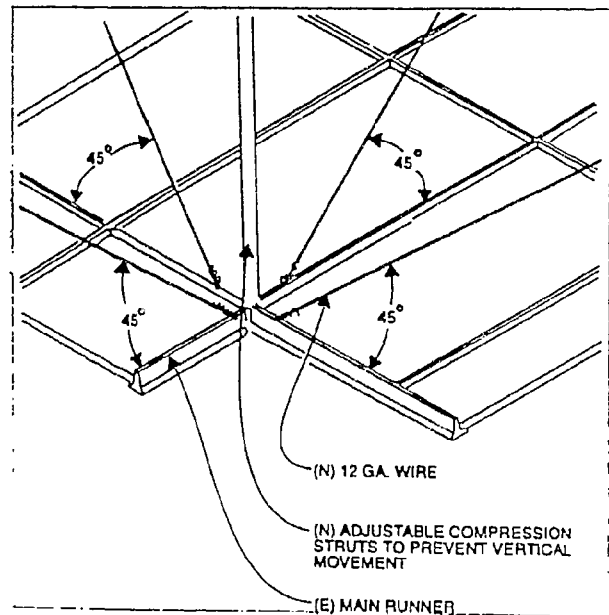 45°
45°
45°
45°
(N) 12 GA. WIRE
(N) ADJUSTABLE COMPRESSION
STRUTS TO PREVENT VERTICAL
MOVEMENT
(E) MAIN RUNNER